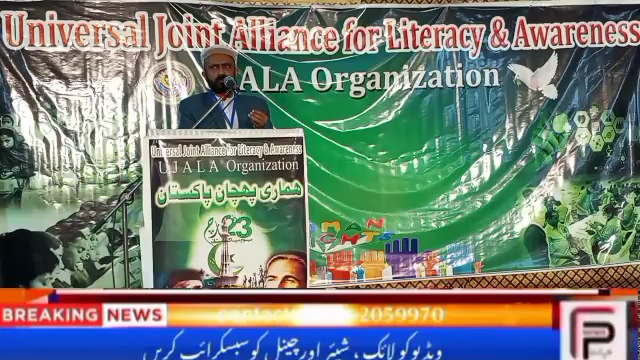 Universal Joint Alliance for Literacy & Awareness
JALA Organization
Universal Joint Alliance for Literacy & Awareness
UJALA Organization
ہماری پہچان پاکستان
23
BREAKING NEWS
2059970
ویڈیو کو لائک ، شیئر اور چینل کو سبسکرائب کریں